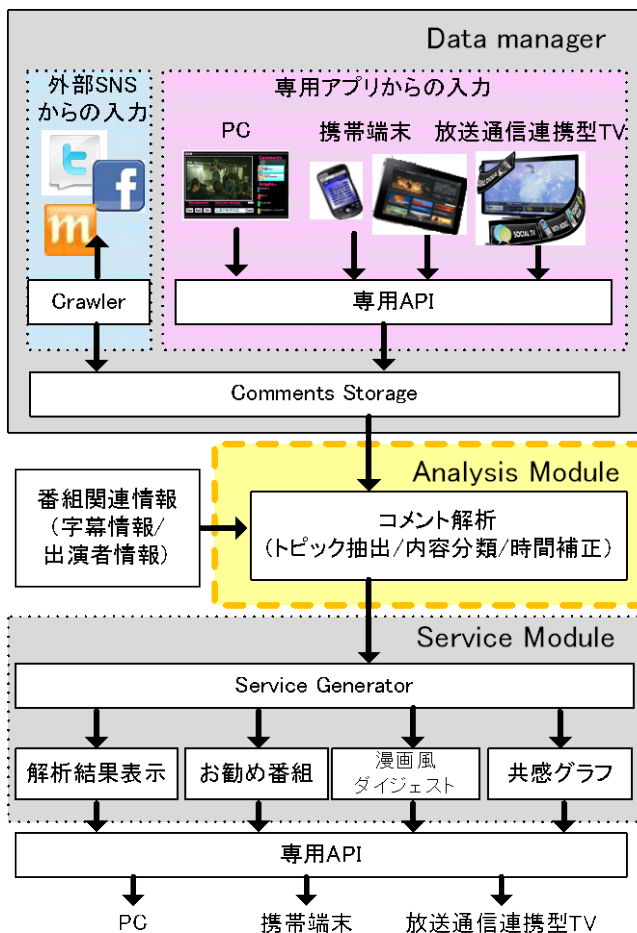 Data manager
外部SNS
からの入力
専用アプリからの入力
PC
携帯端末
放送通信連携型TV
Comments
SOCIAL TV
Crawler
専用API
Comments Storage
Analysis Module
番組関連情報
(字幕情報/
出演者情報)
コメント解析
(トピック抽出/内容分類/時間補正)
Service Module
Service Generator
解析結果表示
お勧め番組
漫画風
ダイジェスト
共感グラフ
専用API
PC
携帯端末
放送通信連携型TV